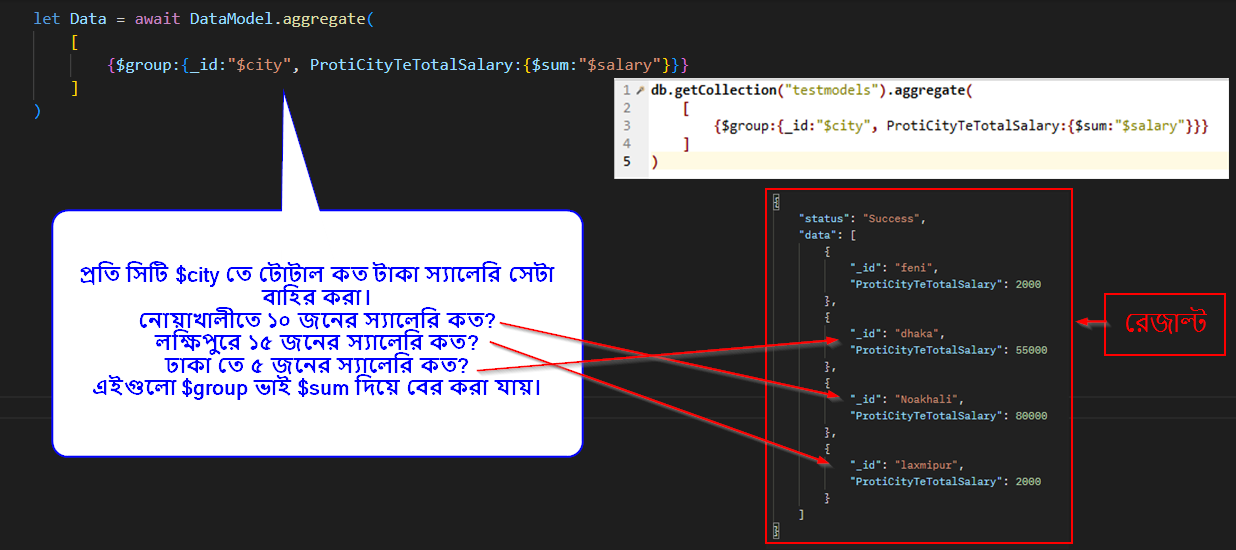 let Data = await DataModel.aggregate(
[
{$group:{_id:"$city", ProtiCityTeTotalSalary:{$sum:"$salary"}}}
]
)
1 db.getCollection("testmodels").aggregate(
2 [
3 {$group:{_id:"$city", ProtiCityTeTotalSalary:{$sum:"$salary"}}}
4 ]
5 )
প্রতি সিটি $city তে টোটাল কত টাকা স্যালেরি সেটা
বাহির করা।
নোয়াখালীতে ১০ জনের স্যালেরি কত?
লক্ষিপুরে ১৫ জনের স্যালেরি কত?
ঢাকা তে ৫ জনের স্যালেরি কত?
এইগুলো $group ভাই $sum দিয়ে বের করা যায়।
{
"status": "Success",
"data": [
{
"_id": "feni",
"ProtiCityTeTotalSalary": 2000
},
{
"_id": "dhaka",
"ProtiCityTeTotalSalary": 55000
},
{
"_id": "Noakhali",
"ProtiCityTeTotalSalary": 80000
},
{
"_id": "laxmipur",
"ProtiCityTeTotalSalary": 2000
}
]
}
রেজাল্ট